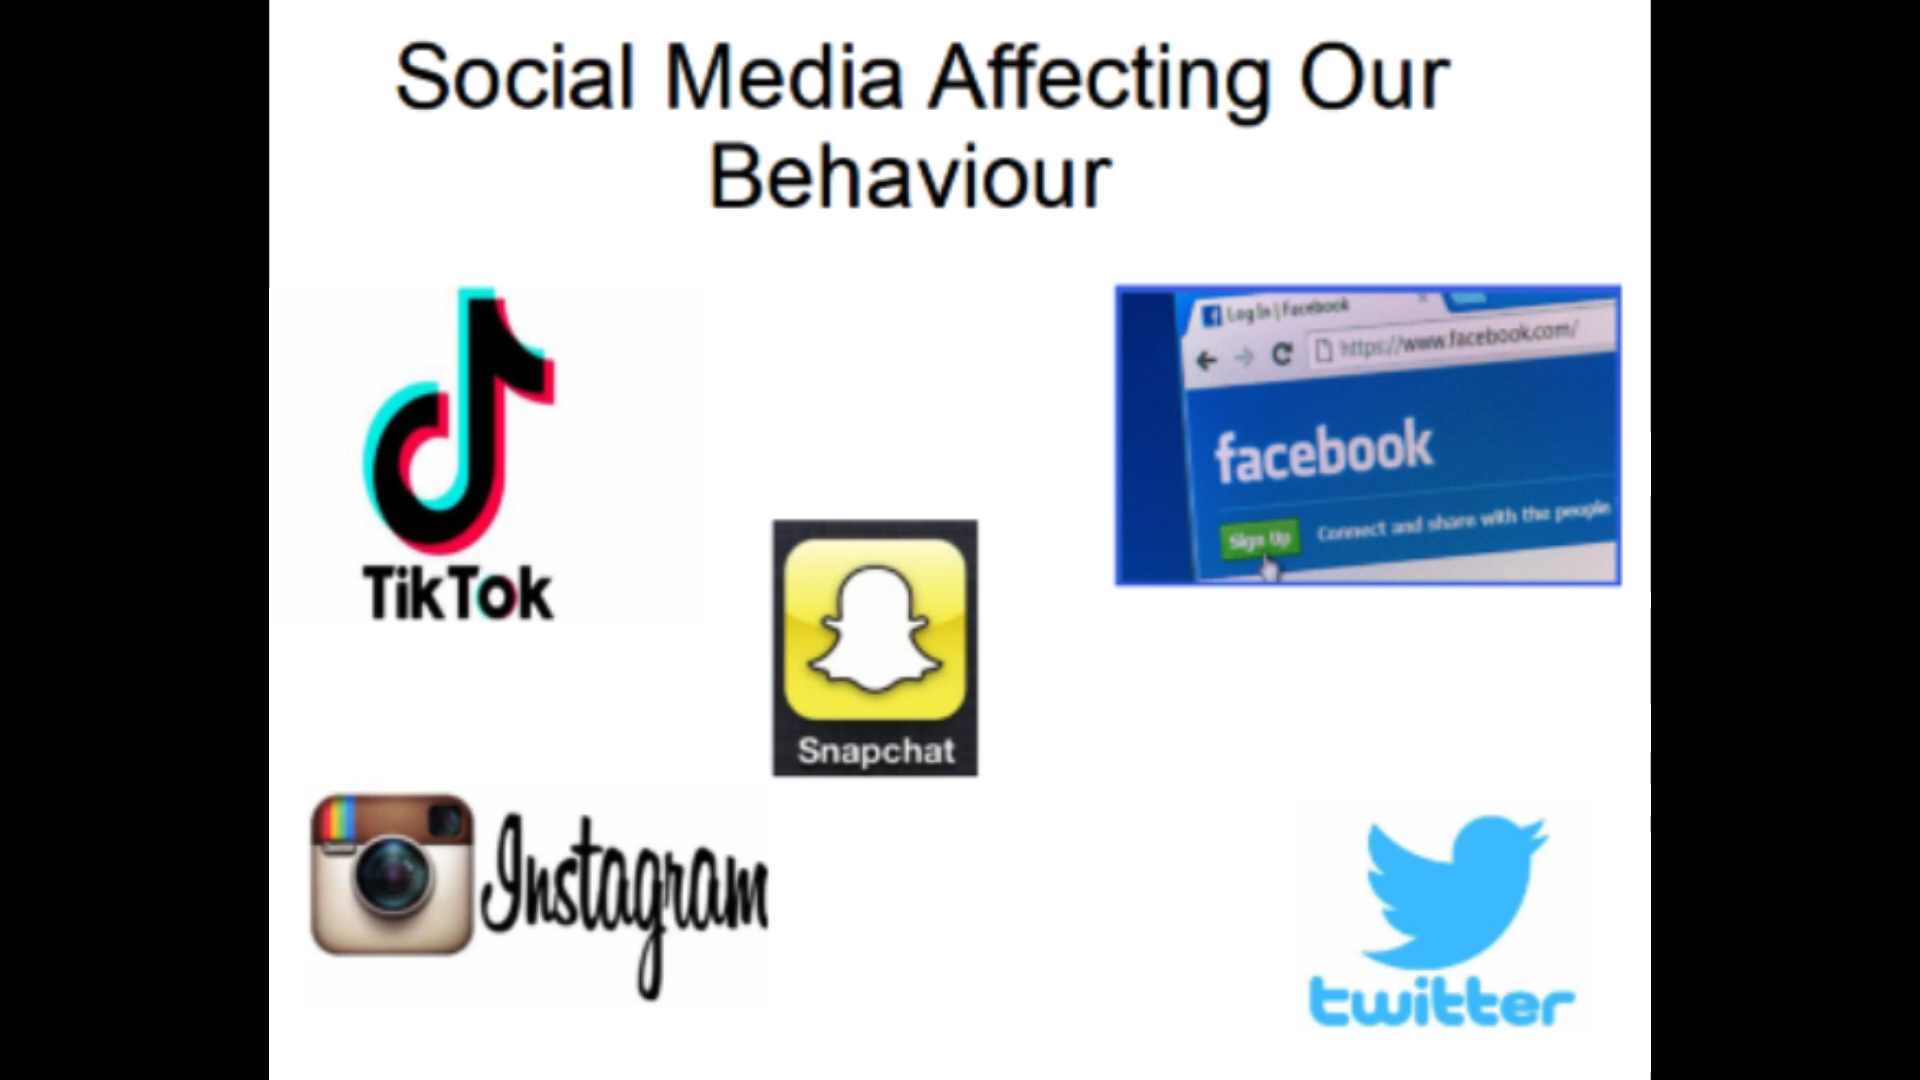 Social Media Affecting Our
Behaviour
TikTok
Log In | Facebook
https://www.facebook.com/
facebook
Sign Up Connect and share with the people
Snapchat
Instagram
twitter